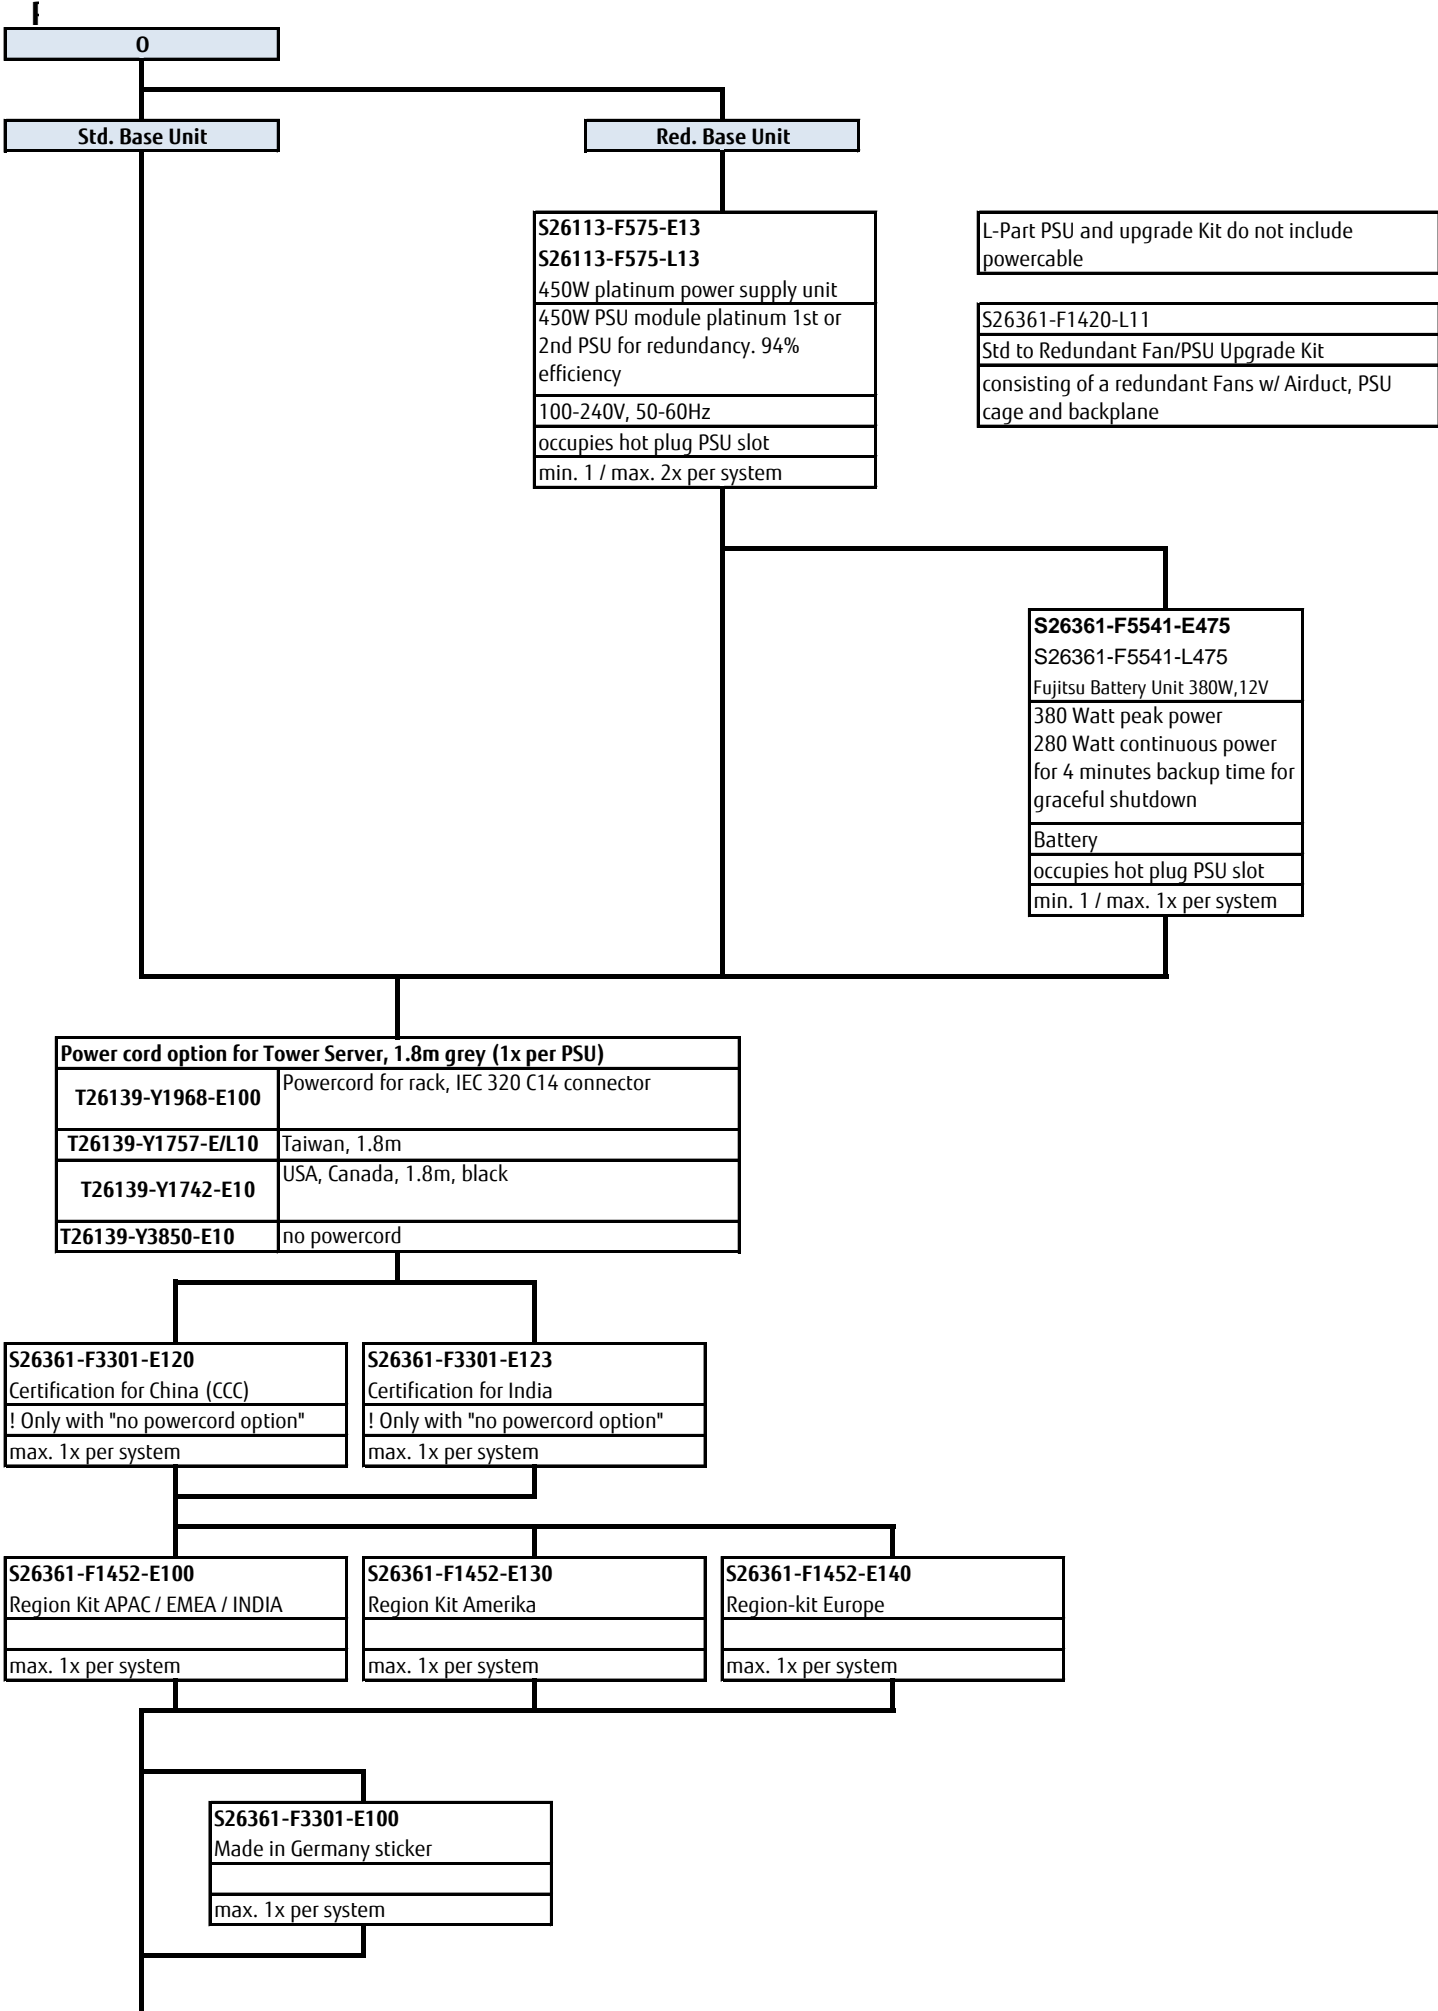 O
Std. Base Unit
Red. Base Unit
S26113-F575-E13
S26113-F575-L13
450W platinum power supply unit
450W PSU module platinum 1st or
2nd PSU for redundancy. 94%
efficiency
100-240V, 50-60Hz
occupies hot plug PSU slot
min. 1 / max. 2x per system
L-Part PSU and upgrade Kit do not include
powercable
S26361-F1420-L11
Std to Redundant Fan/PSU Upgrade Kit
consisting of a redundant Fans w/ Airduct, PSU
cage and backplane
S26361-F5541-E475
S26361-F5541-L475
Fujitsu Battery Unit 380W,12V
380 Watt peak power
280 Watt continuous power
for 4 minutes backup time for
graceful shutdown
Battery
occupies hot plug PSU slot
min. 1 / max. 1x per system
Power cord option for Tower Server, 1.8m grey (1x per PSU)
T26139-Y1968-E100 Powercord for rack, IEC 320 C14 connector
T26139-Y1757-E/L10 Taiwan, 1.8m
T26139-Y1742-E10 USA, Canada, 1.8m, black
T26139-Y3850-E10 no powercord
S26361-F3301-E120
Certification for China (CCC)
! Only with "no powercord option"
max. 1x per system
S26361-F3301-E123
Certification for India
! Only with "no powercord option"
max. 1x per system
S26361-F1452-E100
Region Kit APAC / EMEA / INDIA
max. 1x per system
S26361-F1452-E130
Region Kit Amerika
max. 1x per system
S26361-F1452-E140
Region-kit Europe
max. 1x per system
S26361-F3301-E100
Made in Germany sticker
max. 1x per system